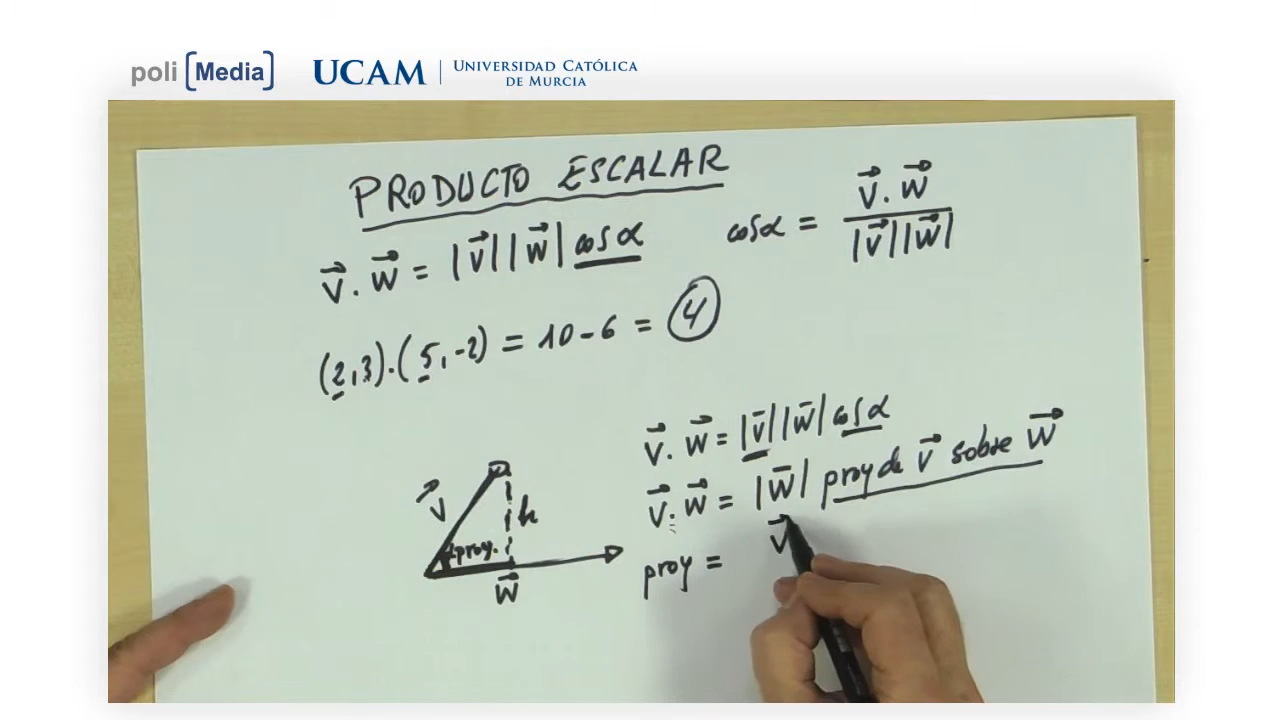 poli [Media] UCAM UNIVERSIDAD CATÓLICA DE MURCIA
PRODUCTO ESCALAR
v⃗ . w⃗ = |v⃗| |w⃗| cos α
cos α = v⃗ . w⃗ / |v⃗| |w⃗|
(2,3).(5,-2) = 10 - 6 = 4
v⃗ . w⃗ = |v̄| |w̄| cos α
v⃗ . w⃗ = |w̄| proy de v⃗ sobre w⃗
proy = v⃗
v⃗
h
proy.
w⃗